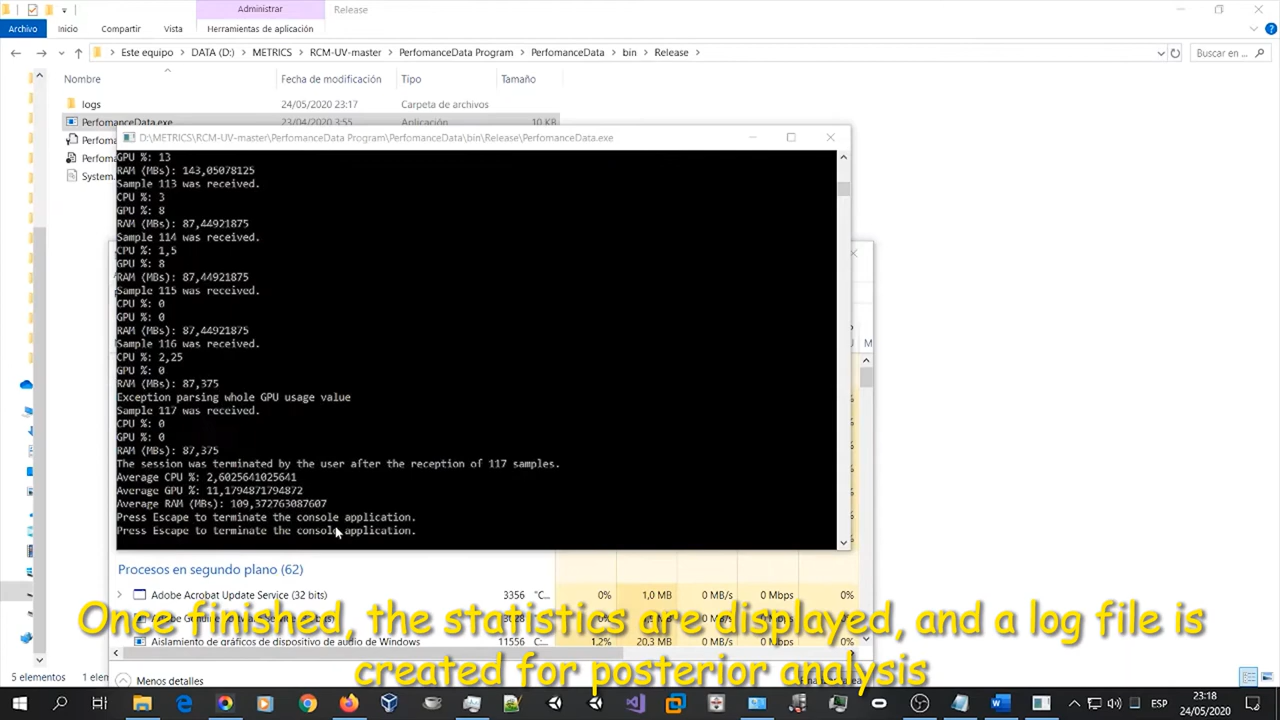 Administrar
Release
Archivo
Inicio
Compartir
Vista
Herramientas de aplicación
Este equipo > DATA (D:) > METRICS > RCM-UV-master > PerfomanceData Program > PerfomanceData > bin > Release >
Buscar en ...
Nombre
Fecha de modificación
Tipo
Tamaño
logs
24/05/2020 23:17
Carpeta de archivos
PerfomanceData.exe
23/04/2020 3:55
Aplicación
10 KB
Perfoma
Perfoma
System.
D:\METRICS\RCM-UV-master\PerfomanceData Program\PerfomanceData\bin\Release\PerfomanceData.exe
GPU %: 13
RAM (MBs): 143,05078125
Sample 113 was received.
CPU %: 3
GPU %: 8
RAM (MBs): 87,44921875
Sample 114 was received.
CPU %: 1,5
GPU %: 8
RAM (MBs): 87,44921875
Sample 115 was received.
CPU %: 0
GPU %: 0
RAM (MBs): 87,44921875
Sample 116 was received.
CPU %: 2,25
GPU %: 0
RAM (MBs): 87,375
Exception parsing whole GPU usage value
Sample 117 was received.
CPU %: 0
GPU %: 0
RAM (MBs): 87,375
The session was terminated by the user after the reception of 117 samples.
Average CPU %: 2,6025641025641
Average GPU %: 11,1794871794872
Average RAM (MBs): 109,372763087607
Press Escape to terminate the console application.
Press Escape to terminate the console application.
M
Procesos en segundo plano (62)
Adobe Acrobat Update Service (32 bits)
3356
0%
1,0 MB
0 MB/s
0 Mbps
Once finished, the statistics are displayed, and a log file is
Aislamiento de gráficos de dispositivo de audio de Windows
11556
1,2%
20,3 MB
0 MB/s
0 Mbps
created for posterior analysis
5 elementos
Menos detalles
ESP
23:18
24/05/2020